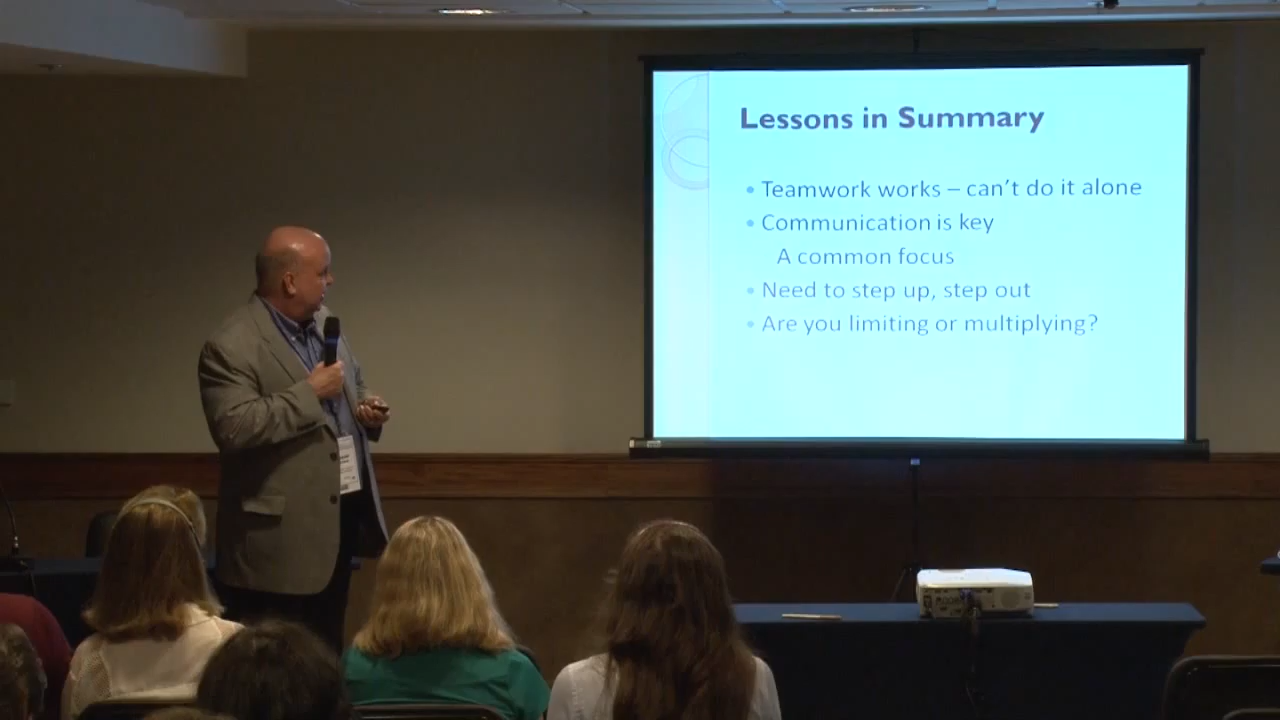 Lessons in Summary
• Teamwork works – can't do it alone
• Communication is key
A common focus
• Need to step up, step out
• Are you limiting or multiplying?